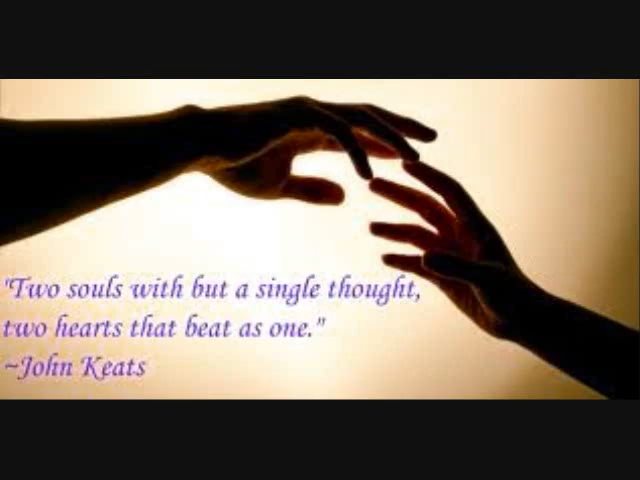 "Two souls with but a single thought,
two hearts that beat as one."
~John Keats